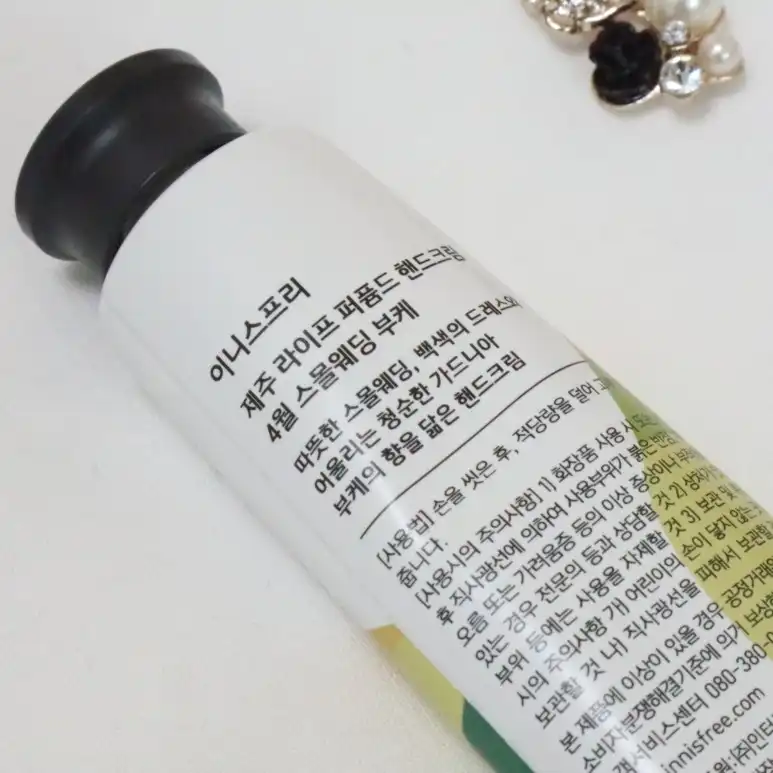 이니스프리
제주 라이프 퍼퓸드 핸드크림
4월 스몰웨딩 부케
따뜻한 스몰웨딩, 백색의 드레스와
어울리는 청순한 가드니아
부케의 향을 닮은 핸드크림
[사용법] 손을 씻은 후, 적당량을 덜어
줍니다.
[사용시의 주의사항] 1) 화장품 사용 시 또는
후 직사광선에 의하여 사용부위가 붉은 반점,
오름 또는 가려움증 등의 이상 증상이나
있는 경우 전문의 등과 상담할 것 2) 상처가
부위 등에는 사용을 자제할 것 3) 보관 및
시의 주의사항 가) 어린이의 손이 닿지 않는
보관할 것 나) 직사광선을 피해서 보관할
본 제품에 이상이 있을 경우 공정거래
소비자분쟁해결기준에 의거 보상
객서비스센터 080-380-
innisfree.com